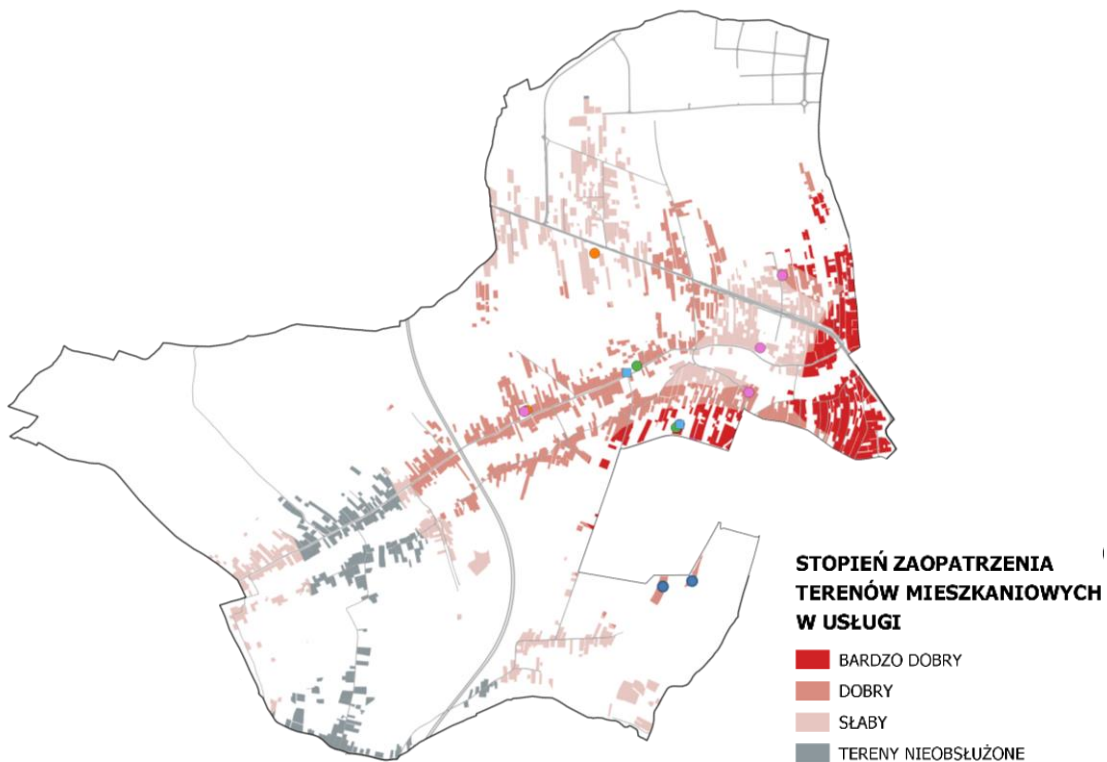 STOPIEŃ ZAOPATRZENIA
TERENÓW MIESZKANIOWYCH
W USŁUGI
BARDZO DOBRY
DOBRY
SŁABY
TERENY NIEOBSŁUŻONE